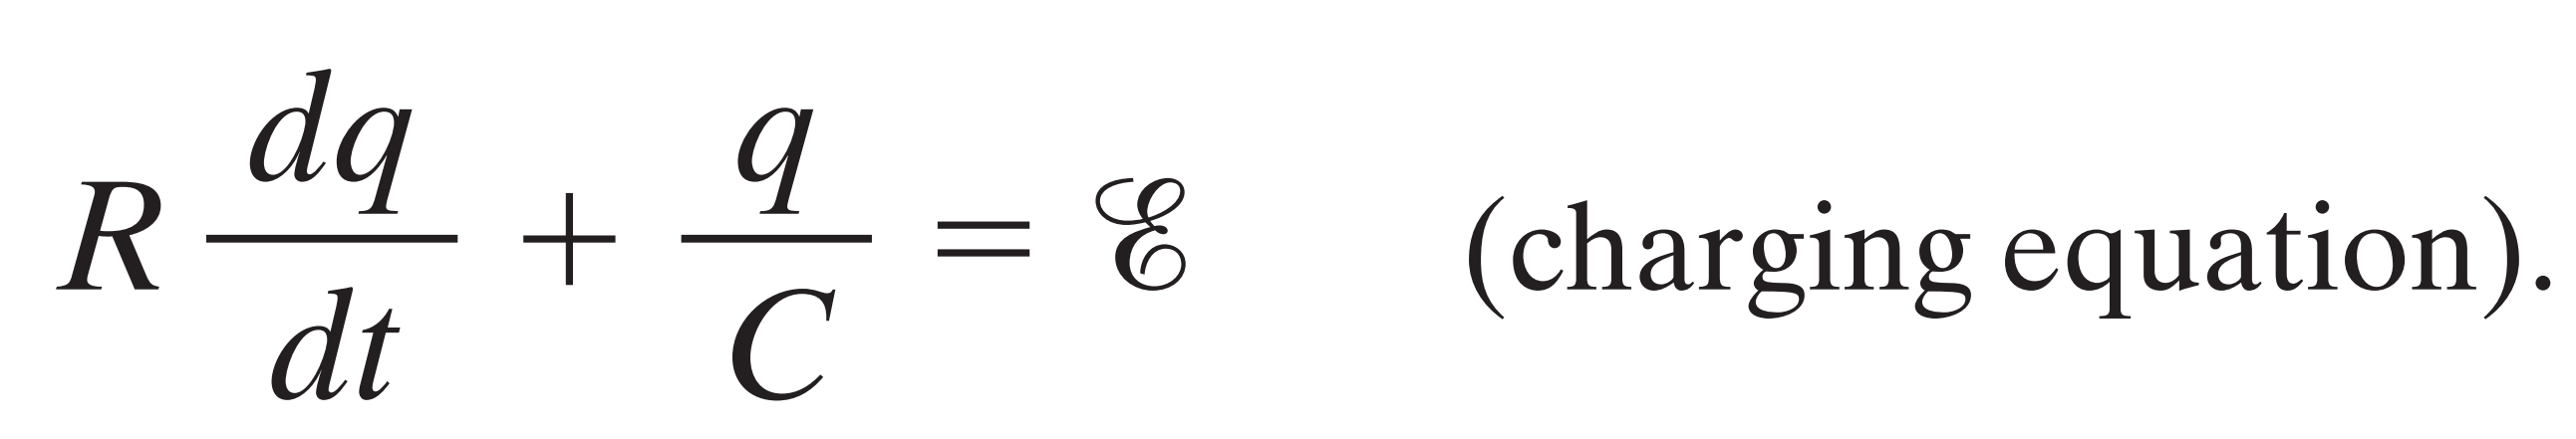 R dq/dt + q/C = ℰ (charging equation).